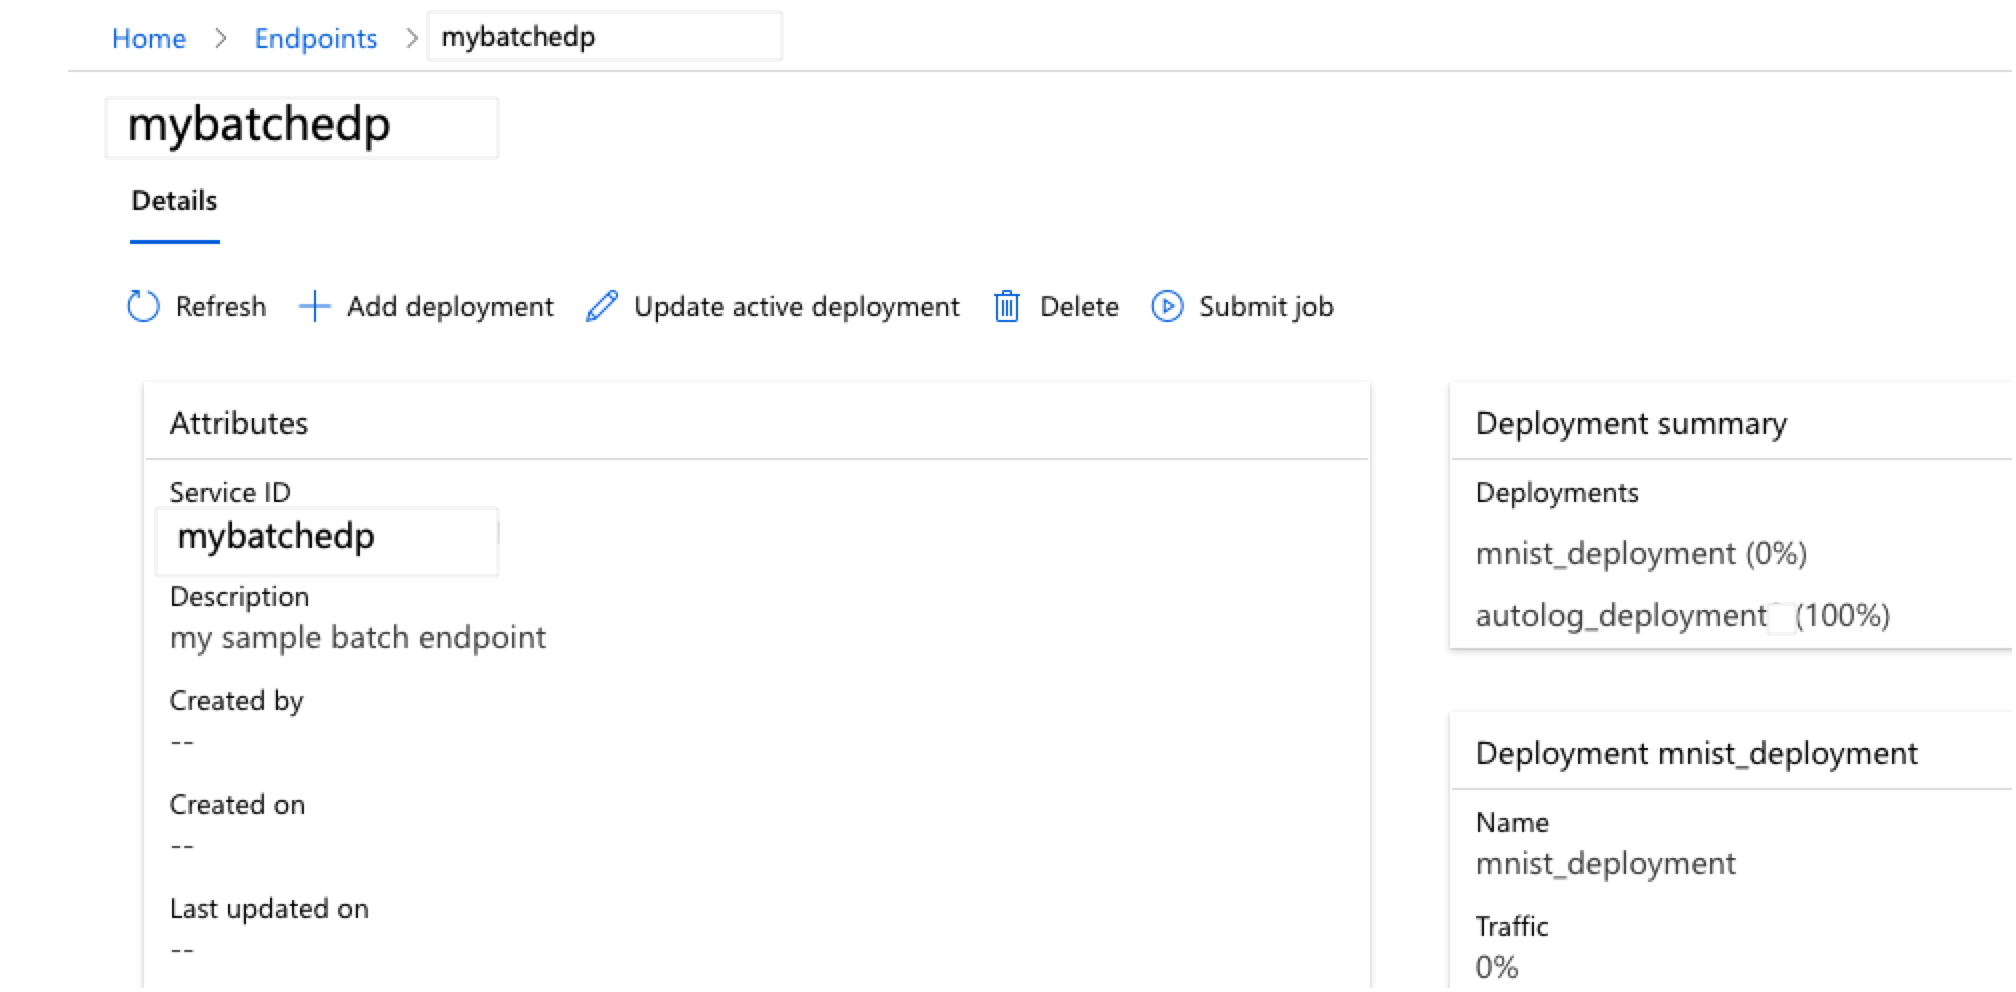 Home > Endpoints > mybatchedp
mybatchedp
Details
Refresh Add deployment Update active deployment Delete Submit job
Attributes
Service ID
mybatchedp
Description
my sample batch endpoint
Created by
--
Created on
--
Last updated on
--
Deployment summary
Deployments
mnist_deployment (0%)
autolog_deployment (100%)
Deployment mnist_deployment
Name
mnist_deployment
Traffic
0%